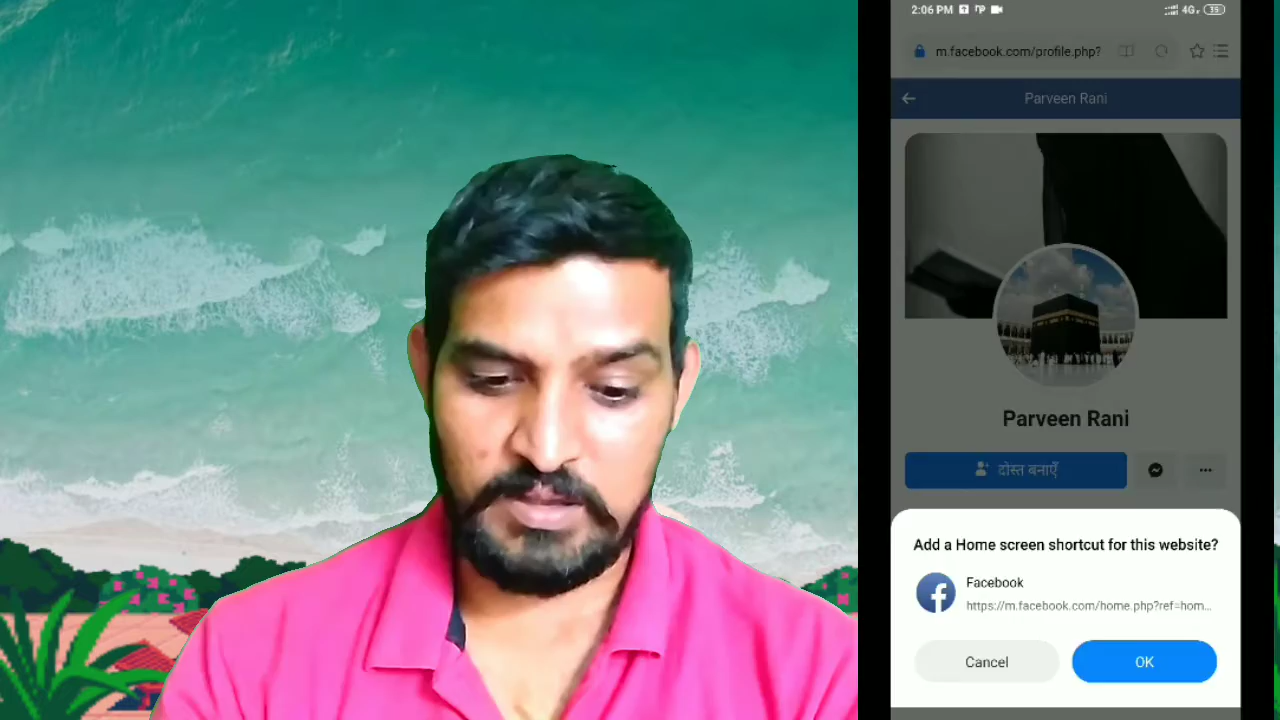 2:06 PM
4G
35
m.facebook.com/profile.php?
Parveen Rani
Parveen Rani
दोस्त बनाएँ
Add a Home screen shortcut for this website?
Facebook
https://m.facebook.com/home.php?ref=hom...
Cancel
OK